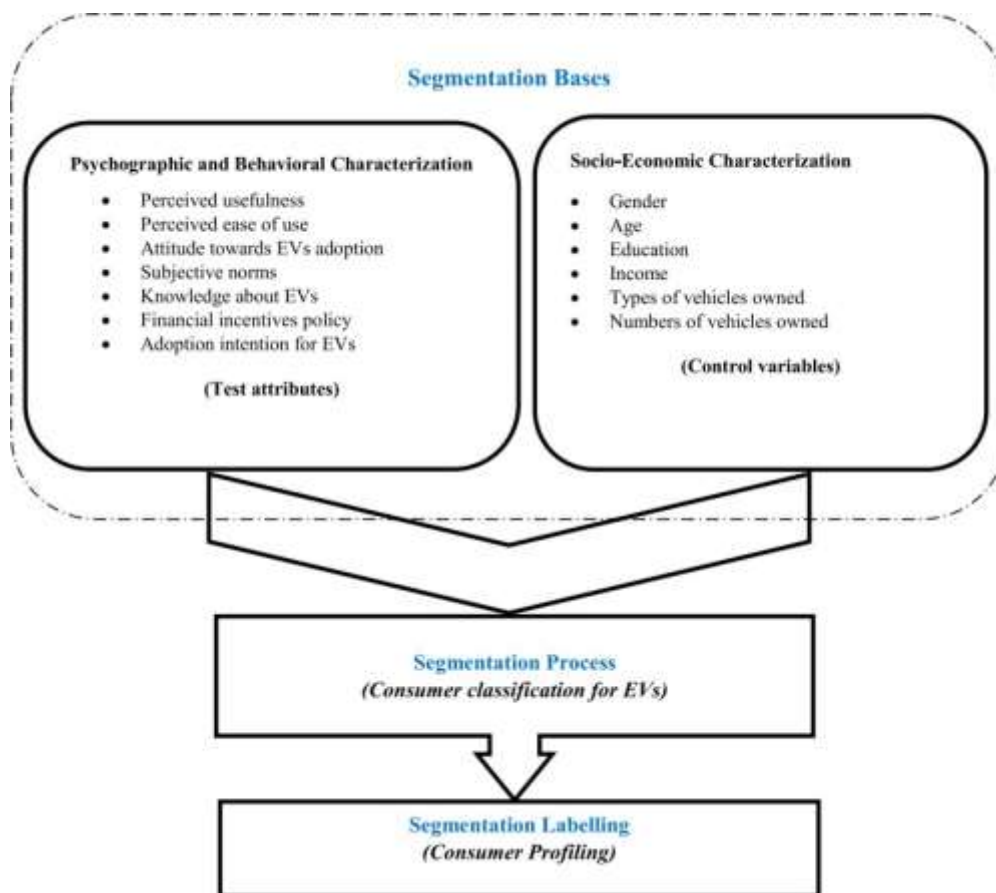 Segmentation Bases
Psychographic and Behavioral Characterization
• Perceived usefulness
• Perceived ease of use
• Attitude towards EVs adoption
• Subjective norms
• Knowledge about EVs
• Financial incentives policy
• Adoption intention for EVs
(Test attributes)
Socio-Economic Characterization
• Gender
• Age
• Education
• Income
• Types of vehicles owned
• Numbers of vehicles owned
(Control variables)
Segmentation Process
(Consumer classification for EVs)
Segmentation Labelling
(Consumer Profiling)